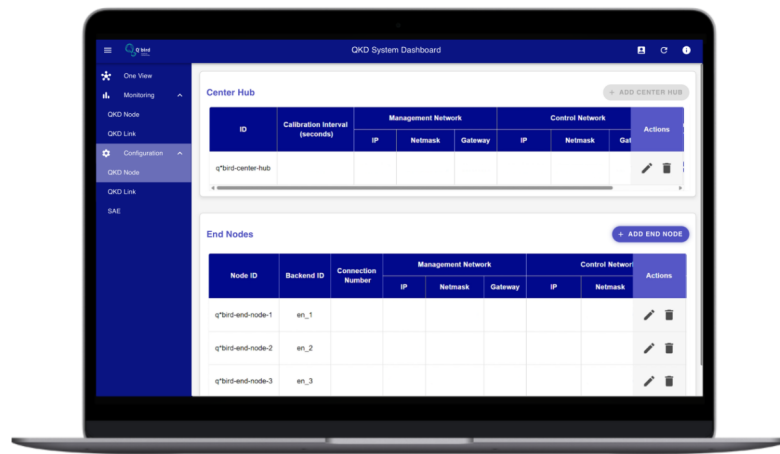 Q*bird
QKD System Dashboard
One View
Monitoring
QKD Node
QKD Link
Configuration
QKD Node
QKD Link
SAE
Center Hub
+ ADD CENTER HUB
ID
Calibration Interval
(seconds)
Management Network
Control Network
Actions
IP
Netmask
Gateway
IP
Netmask
Gat
q*bird-center-hub
End Nodes
+ ADD END NODE
Node ID
Backend ID
Connection
Number
Management Network
Control Networ
Actions
IP
Netmask
Gateway
IP
Netmask
q*bird-end-node-1
en_1
q*bird-end-node-2
en_2
q*bird-end-node-3
en_3